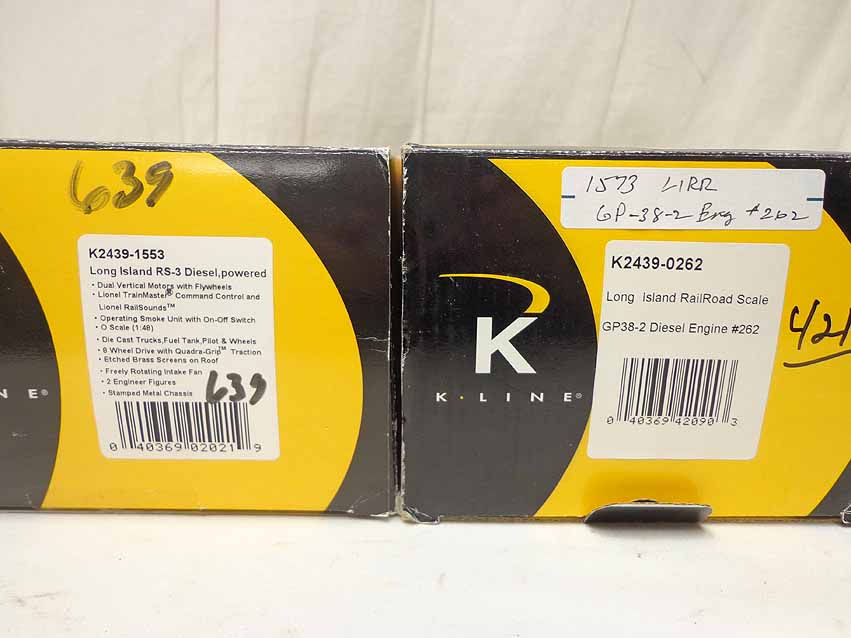 639
K2439-1553
Long Island RS-3 Diesel,powered
• Dual Vertical Motors with Flywheels
• Lionel TrainMaster® Command Control and
Lionel RailSounds™
• Operating Smoke Unit with On-Off Switch
• O Scale (1:48)
• Die Cast Trucks,Fuel Tank,Pilot & Wheels
• 8 Wheel Drive with Quadra-Grip™ Traction
• Etched Brass Screens on Roof
• Freely Rotating Intake Fan
• 2 Engineer Figures
• Stamped Metal Chassis
639
0 40369 02021 9
N E®
1573 LIRR
GP-38-2 Eng #262
K2439-0262
Long Island RailRoad Scale
GP38-2 Diesel Engine #262
0 40369 42090 3
K
K·LINE®
421